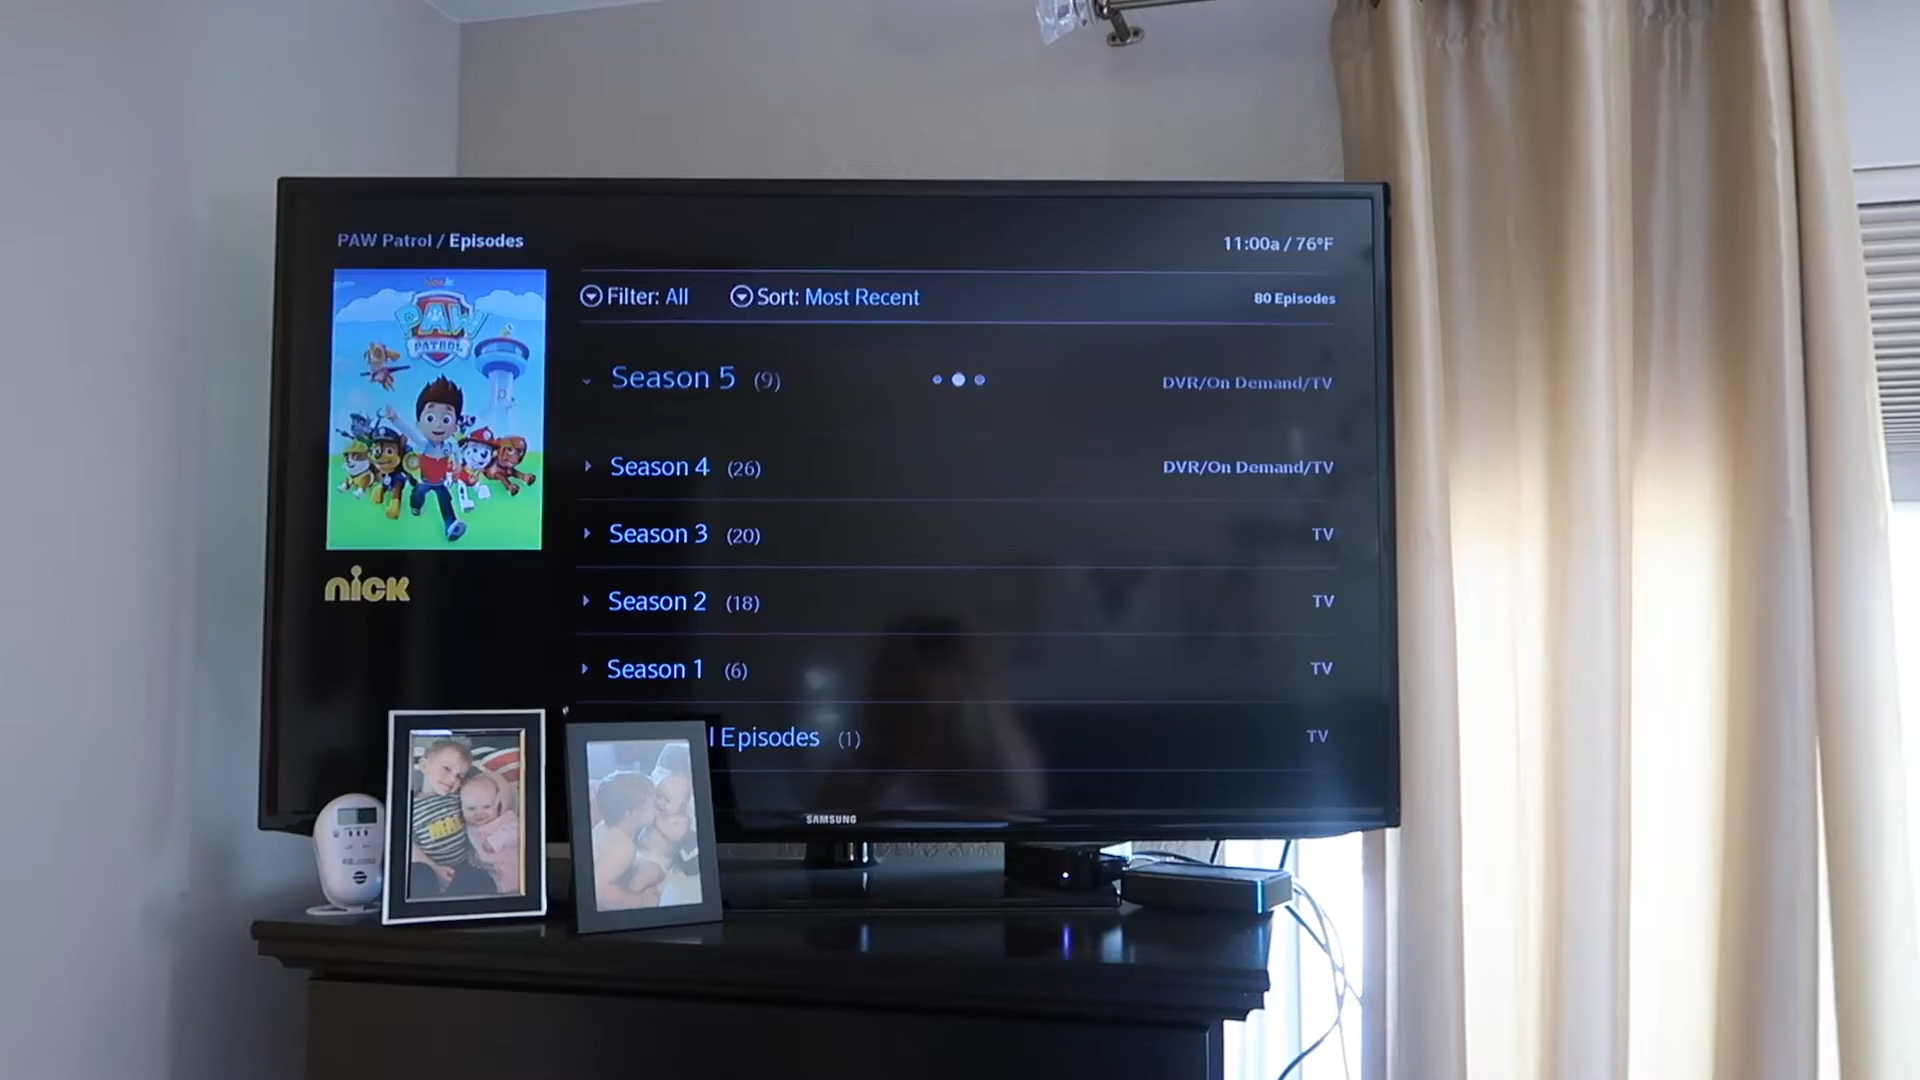 PAW Patrol / Episodes
11:00a / 76°F
PAW
PATROL
Filter: All
Sort: Most Recent
80 Episodes
Season 5 (9)
DVR/On Demand/TV
Season 4 (26)
DVR/On Demand/TV
Season 3 (20)
TV
nick
Season 2 (18)
TV
Season 1 (6)
TV
l Episodes (1)
TV
SAMSUNG